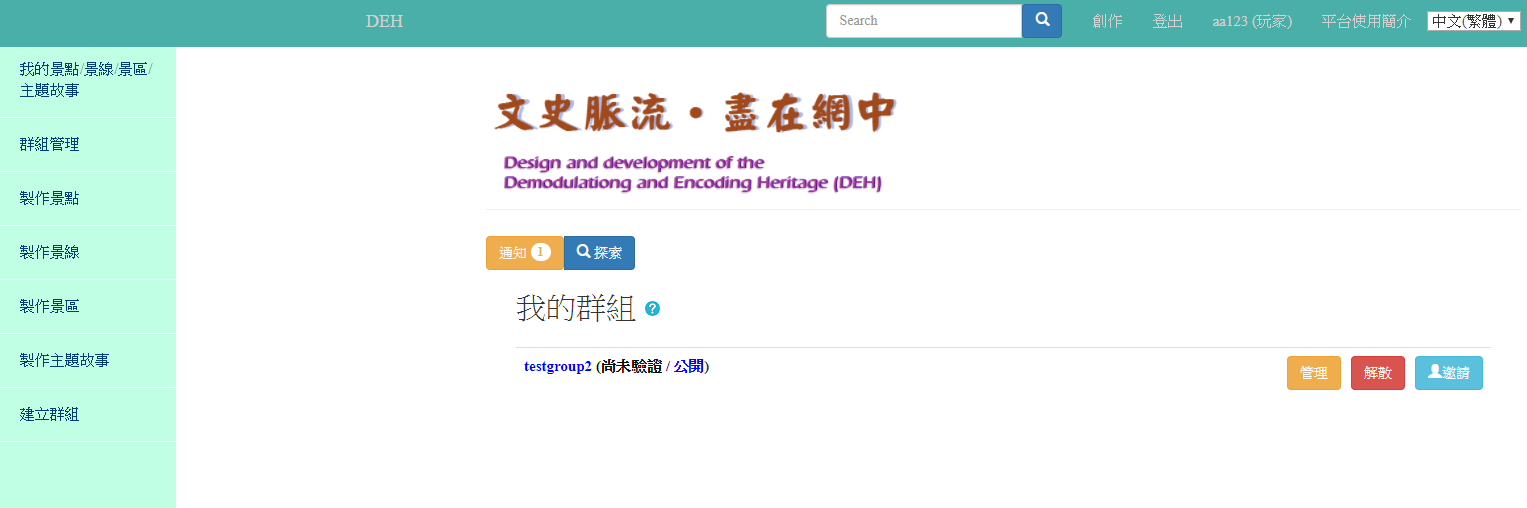 DEH
Search
創作
登出
aa123 (玩家)
平台使用簡介
中文(繁體)
我的景點/景線/景區/
主題故事
群組管理
製作景點
製作景線
製作景區
製作主題故事
建立群組
文史脈流・盡在網中
Design and development of the
Demodulationg and Encoding Heritage (DEH)
通知 1
探索
我的群組 ?
testgroup2 (尚未驗證 / 公開)
管理
解散
邀請